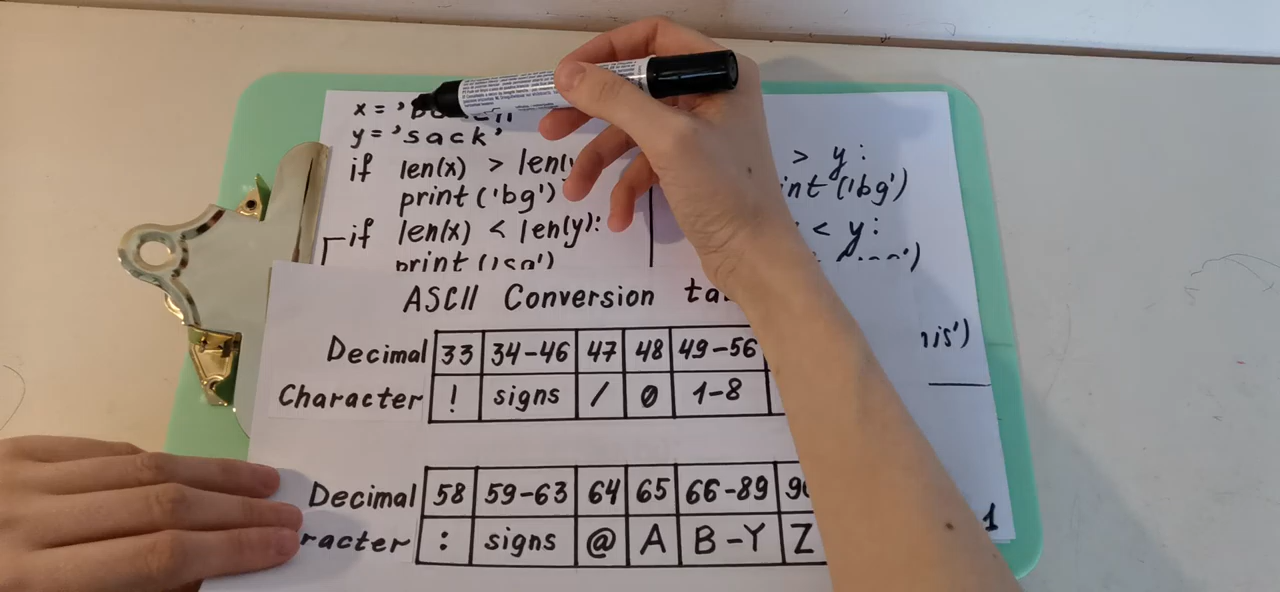 x =
y = 'sack'
if len(x) > len(y
print ('bg')
if len(x) < len(y):
> y:
int ('bg')
< y:
nis')
ASCII Conversion ta
Decimal 33 34-46 47 48 49-56
Character ! signs / 0 1-8
Decimal 58 59-63 64 65 66-89
racter : signs @ A B-Y Z
1